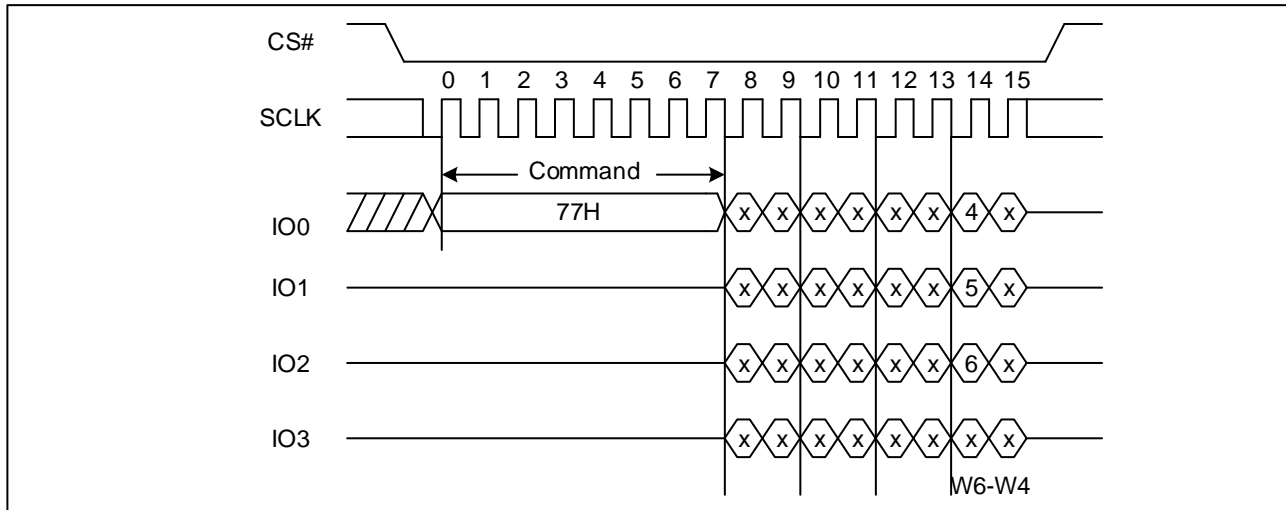 CS#
0 1 2 3 4 5 6 7 8 9 10 11 12 13 14 15
SCLK
Command
IO0 77H x x x x x x 4 x
IO1 x x x x x x 5 x
IO2 x x x x x x 6 x
IO3 x x x x x x x x
W6-W4